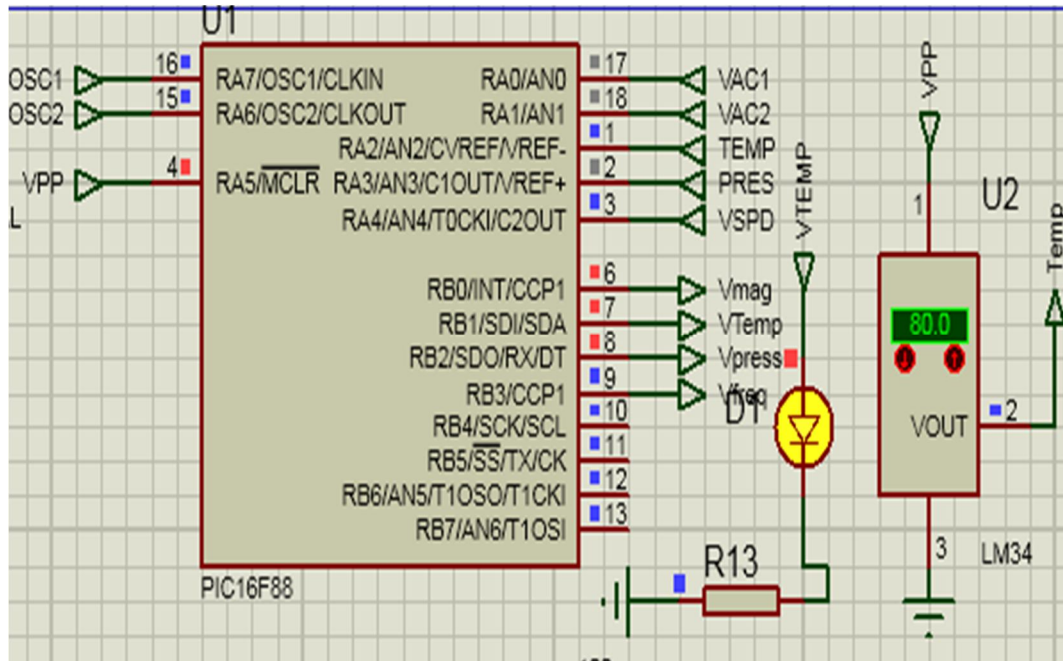 U1
OSC1
16
RA7/OSC1/CLKIN
RA0/AN0
17
VAC1
OSC2
15
RA6/OSC2/CLKOUT
RA1/AN1
18
VAC2
RA2/AN2/CVREF/VREF-
1
TEMP
VPP
4
RA5/MCLR
RA3/AN3/C1OUT/VREF+
2
PRES
L
RA4/AN4/T0CKI/C2OUT
3
VSPD
RB0/INT/CCP1
6
Vmag
RB1/SDI/SDA
7
VTemp
RB2/SDO/RX/DT
8
Vpress
RB3/CCP1
9
Vfreq
RB4/SCK/SCL
10
RB5/SS/TX/CK
11
RB6/AN5/T1OSO/T1CKI
12
RB7/AN6/T1OSI
13
PIC16F88
VTEMP
D1
R13
VPP
1
U2
80.0
VOUT
2
Temp
3
LM34